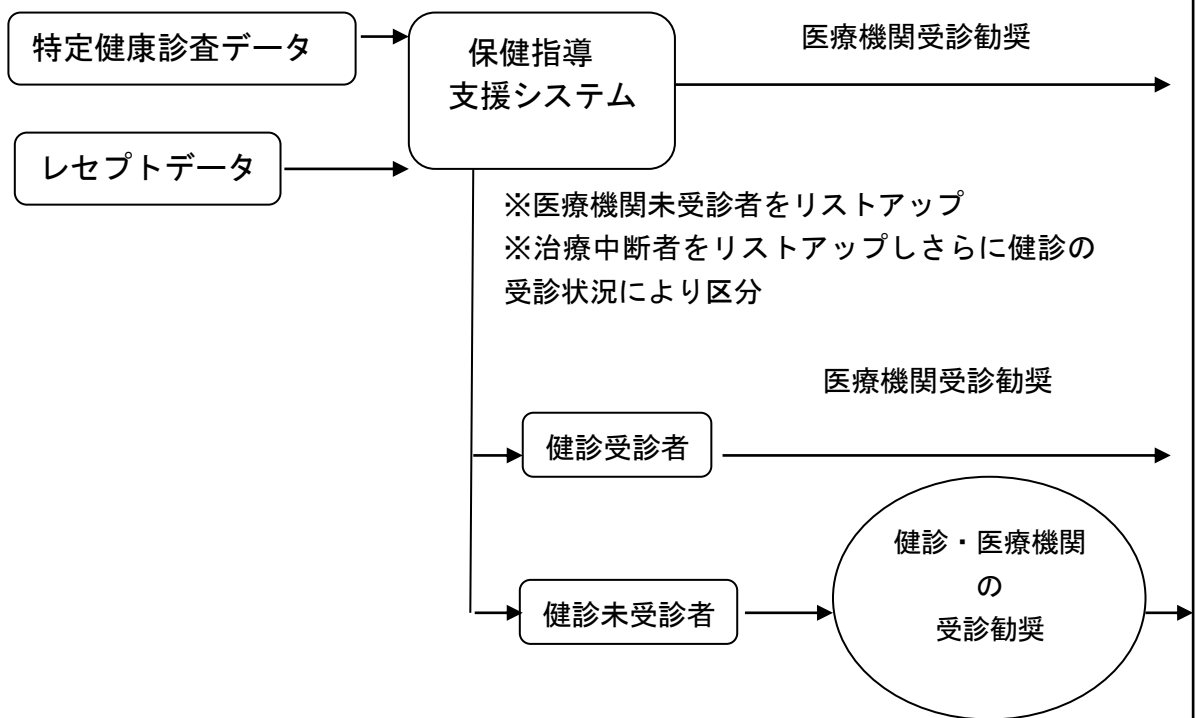 特定健康診査データ
保健指導
支援システム
医療機関受診勧奨
レセプトデータ
※医療機関未受診者をリストアップ
※治療中断者をリストアップしさらに健診の
受診状況により区分
医療機関受診勧奨
健診受診者
健診・医療機関
の
受診勧奨
健診未受診者